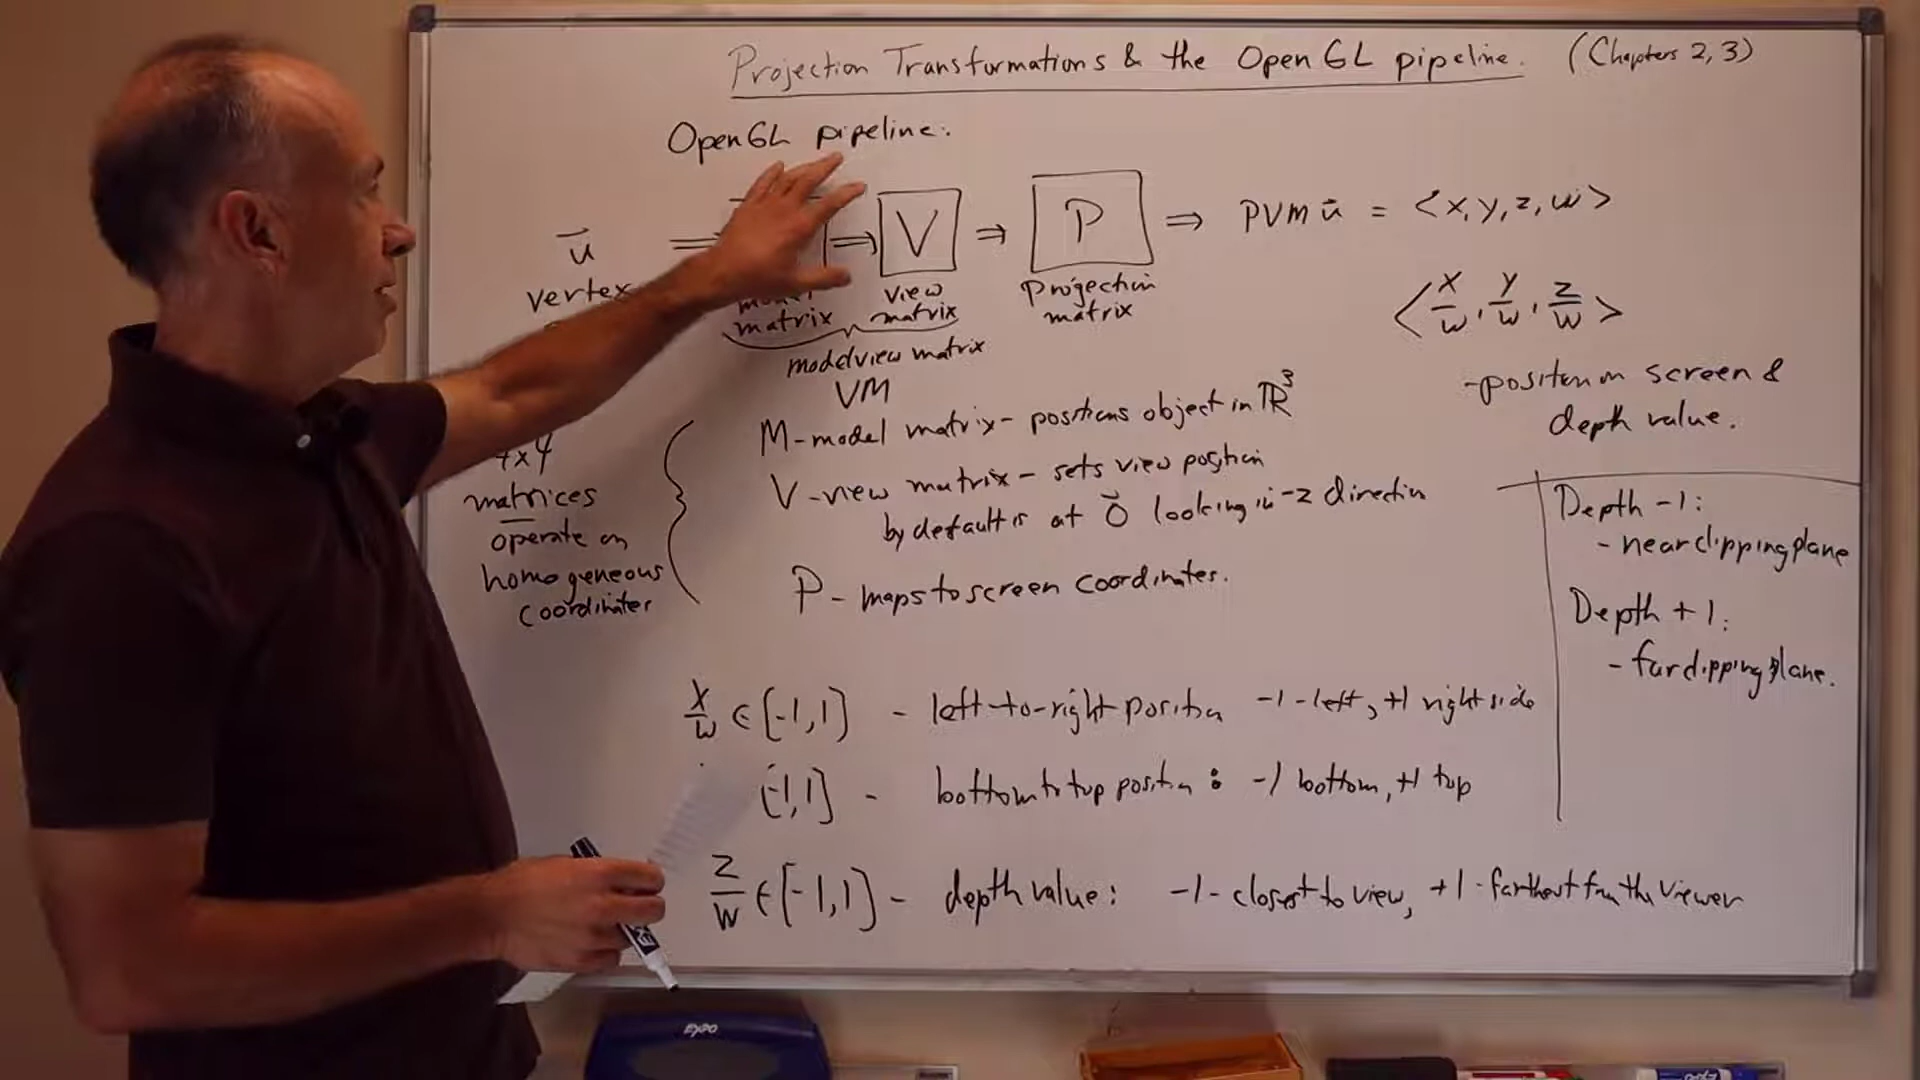 Projection Transformations & the OpenGL pipeline. (Chapters 2, 3)
OpenGL pipeline:
u ⇒ ⇒ V ⇒ P ⇒ PVM u = <x, y, z, w>
vertex
model matrix
view matrix
projection matrix
modelview matrix
VM
<x/w, y/w, z/w>
- position on screen & depth value.
4x4
matrices
operate on
homogeneous
coordinates
M - model matrix - positions object in ℝ³
V - view matrix - sets view position
by default is at 0 looking in -z direction
P - maps to screen coordinates.
Depth -1:
- near clipping plane
Depth +1:
- far clipping plane.
x/w ∈ [-1, 1] - left-to-right position -1 - left, +1 right side
[-1, 1] - bottom to top position : -1 bottom, +1 top
z/w ∈ [-1, 1] - depth value: -1 - closest to view, +1 - farthest from the viewer
EXPO